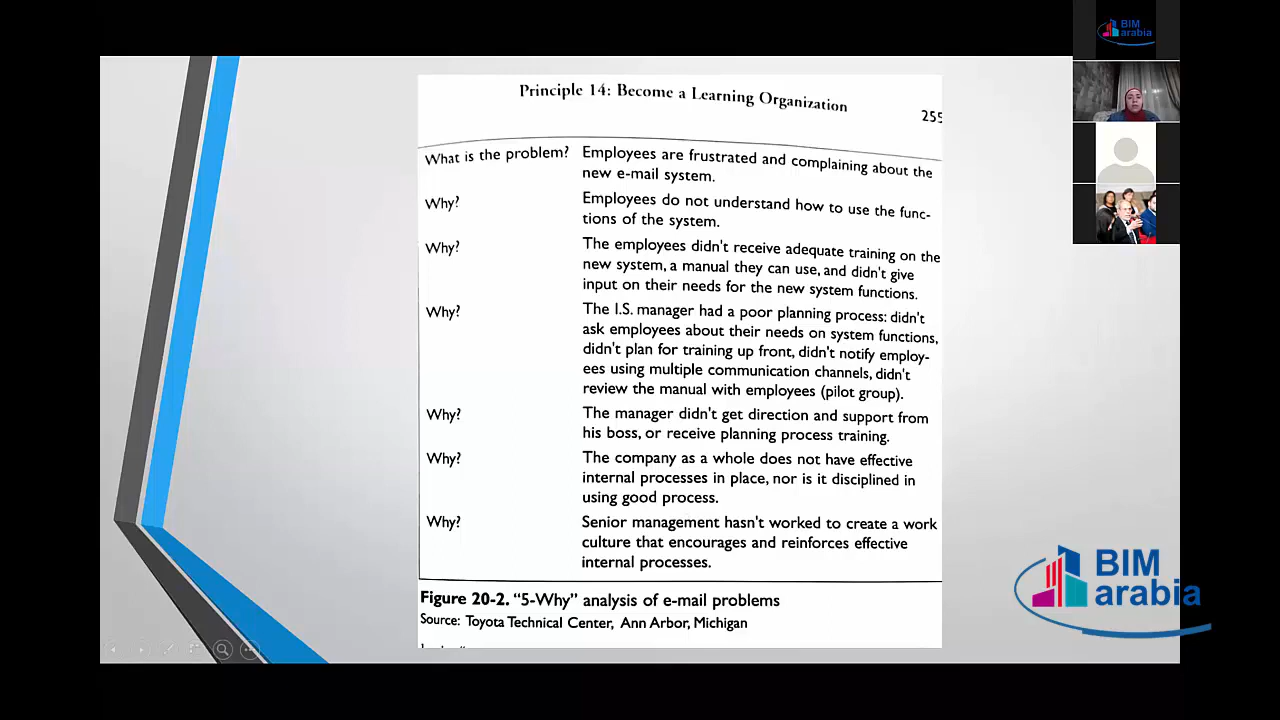 BIM
arabia
Principle 14: Become a Learning Organization
255
What is the problem? Employees are frustrated and complaining about the
new e-mail system.
Why? Employees do not understand how to use the func-
tions of the system.
Why? The employees didn't receive adequate training on the
new system, a manual they can use, and didn't give
input on their needs for the new system functions.
Why? The I.S. manager had a poor planning process: didn't
ask employees about their needs on system functions,
didn't plan for training up front, didn't notify employ-
ees using multiple communication channels, didn't
review the manual with employees (pilot group).
Why? The manager didn't get direction and support from
his boss, or receive planning process training.
Why? The company as a whole does not have effective
internal processes in place, nor is it disciplined in
using good process.
Why? Senior management hasn't worked to create a work
culture that encourages and reinforces effective
internal processes.
Figure 20-2. "5-Why" analysis of e-mail problems
Source: Toyota Technical Center, Ann Arbor, Michigan
BIM
arabia